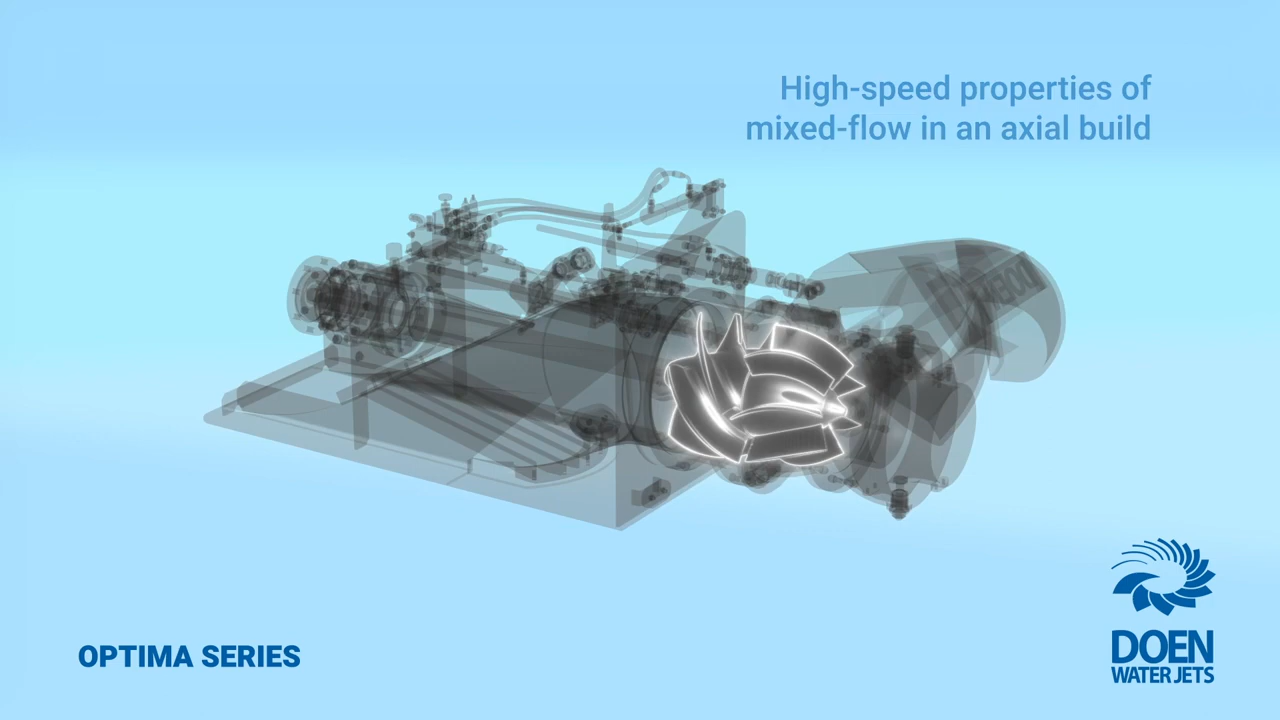 High-speed properties of
mixed-flow in an axial build
OPTIMA SERIES
DOEN
WATER JETS